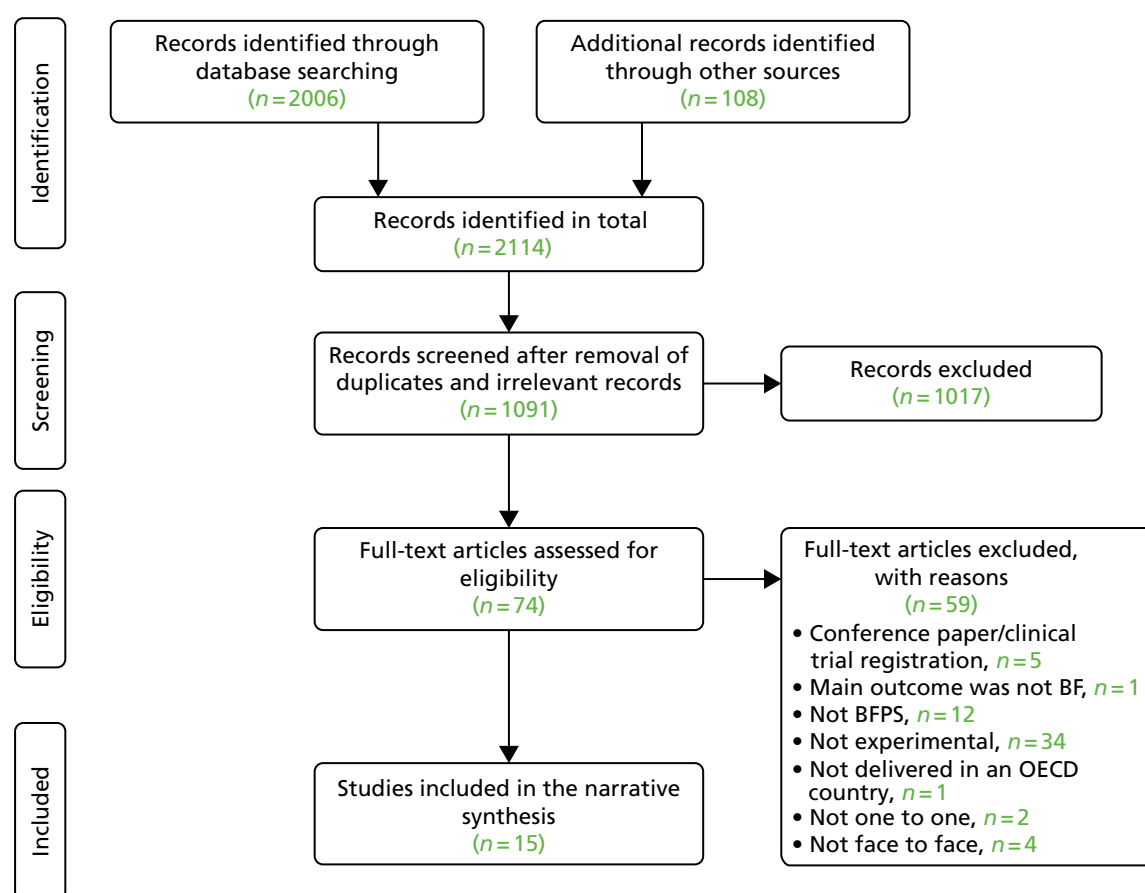 Identification
Records identified through
database searching
(n=2006)
Additional records identified
through other sources
(n=108)
Records identified in total
(n=2114)
Screening
Records screened after removal of
duplicates and irrelevant records
(n=1091)
Records excluded
(n=1017)
Eligibility
Full-text articles assessed for
eligibility
(n=74)
Full-text articles excluded,
with reasons
(n=59)
• Conference paper/clinical
trial registration, n=5
• Main outcome was not BF, n=1
• Not BFPS, n=12
• Not experimental, n=34
• Not delivered in an OECD
country, n=1
• Not one to one, n=2
• Not face to face, n=4
Included
Studies included in the narrative
synthesis
(n=15)